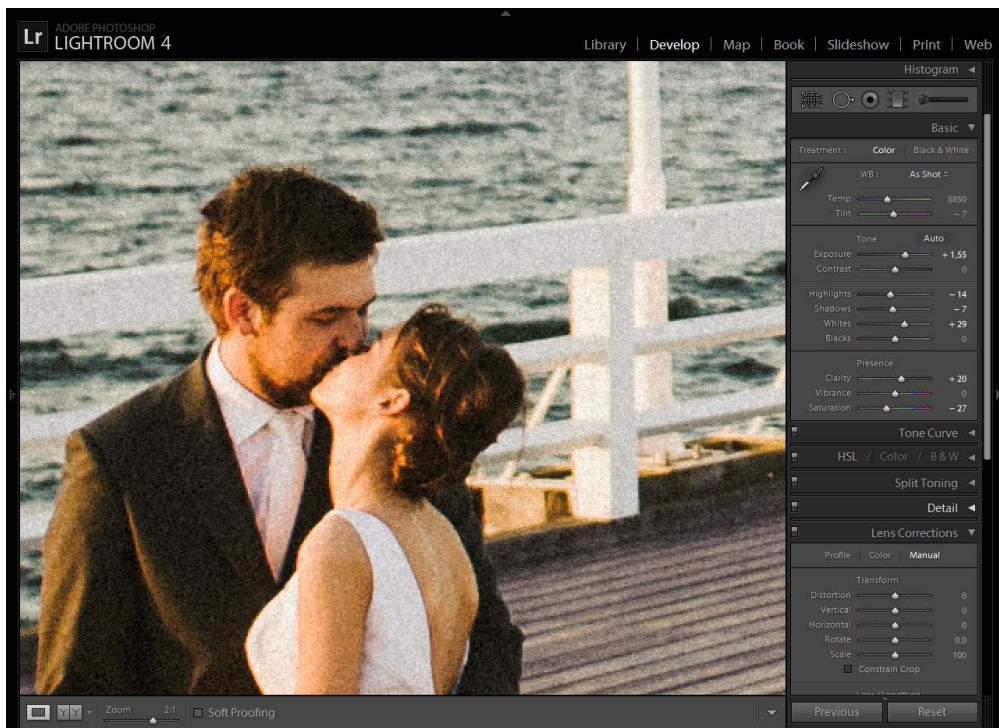 Lr ADOBE PHOTOSHOP
LIGHTROOM 4
Library | Develop | Map | Book | Slideshow | Print | Web
Histogram
Basic
Treatment : Color | Black & White
WB : As Shot
Temp 5850
Tint – 7
Tone Auto
Exposure + 1,55
Contrast 0
Highlights – 14
Shadows – 7
Whites + 29
Blacks 0
Presence
Clarity + 20
Vibrance 0
Saturation – 27
Tone Curve
HSL / Color / B & W
Split Toning
Detail
Lens Corrections
Profile | Color | Manual
Transform
Distortion 0
Vertical 0
Horizontal 0
Rotate 0,0
Scale 100
Constrain Crop
Lens Vignetting
YY Zoom 2:1 Soft Proofing
Previous Reset